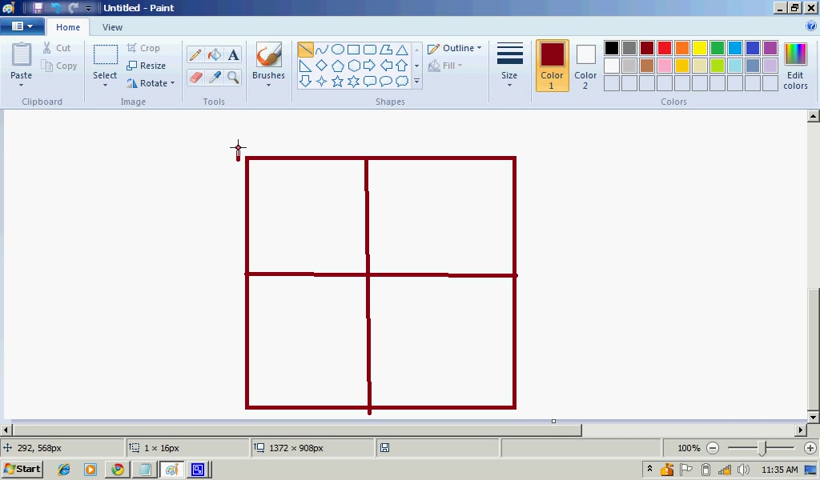 Untitled - Paint
Home View
Paste
Cut
Copy
Clipboard
Select
Crop
Resize
Rotate
Image
A
Tools
Brushes
Outline
Fill
Shapes
Size
Color 1
Color 2
Edit colors
Colors
292, 568px
1 × 16px
1372 × 908px
100%
Start
11:35 AM